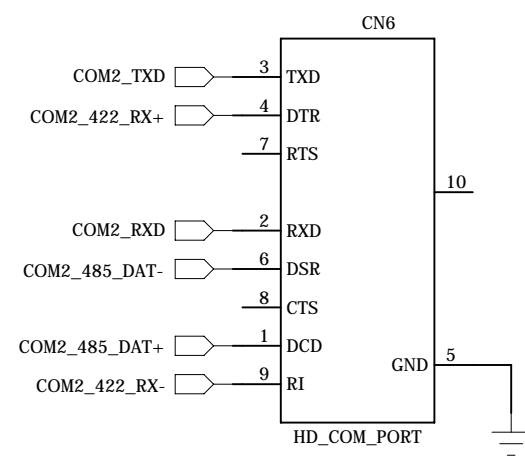 CN6
COM2_TXD 3 TXD
COM2_422_RX+ 4 DTR
7 RTS
10
COM2_RXD 2 RXD
COM2_485_DAT- 6 DSR
8 CTS
COM2_485_DAT+ 1 DCD
GND 5
COM2_422_RX- 9 RI
HD_COM_PORT